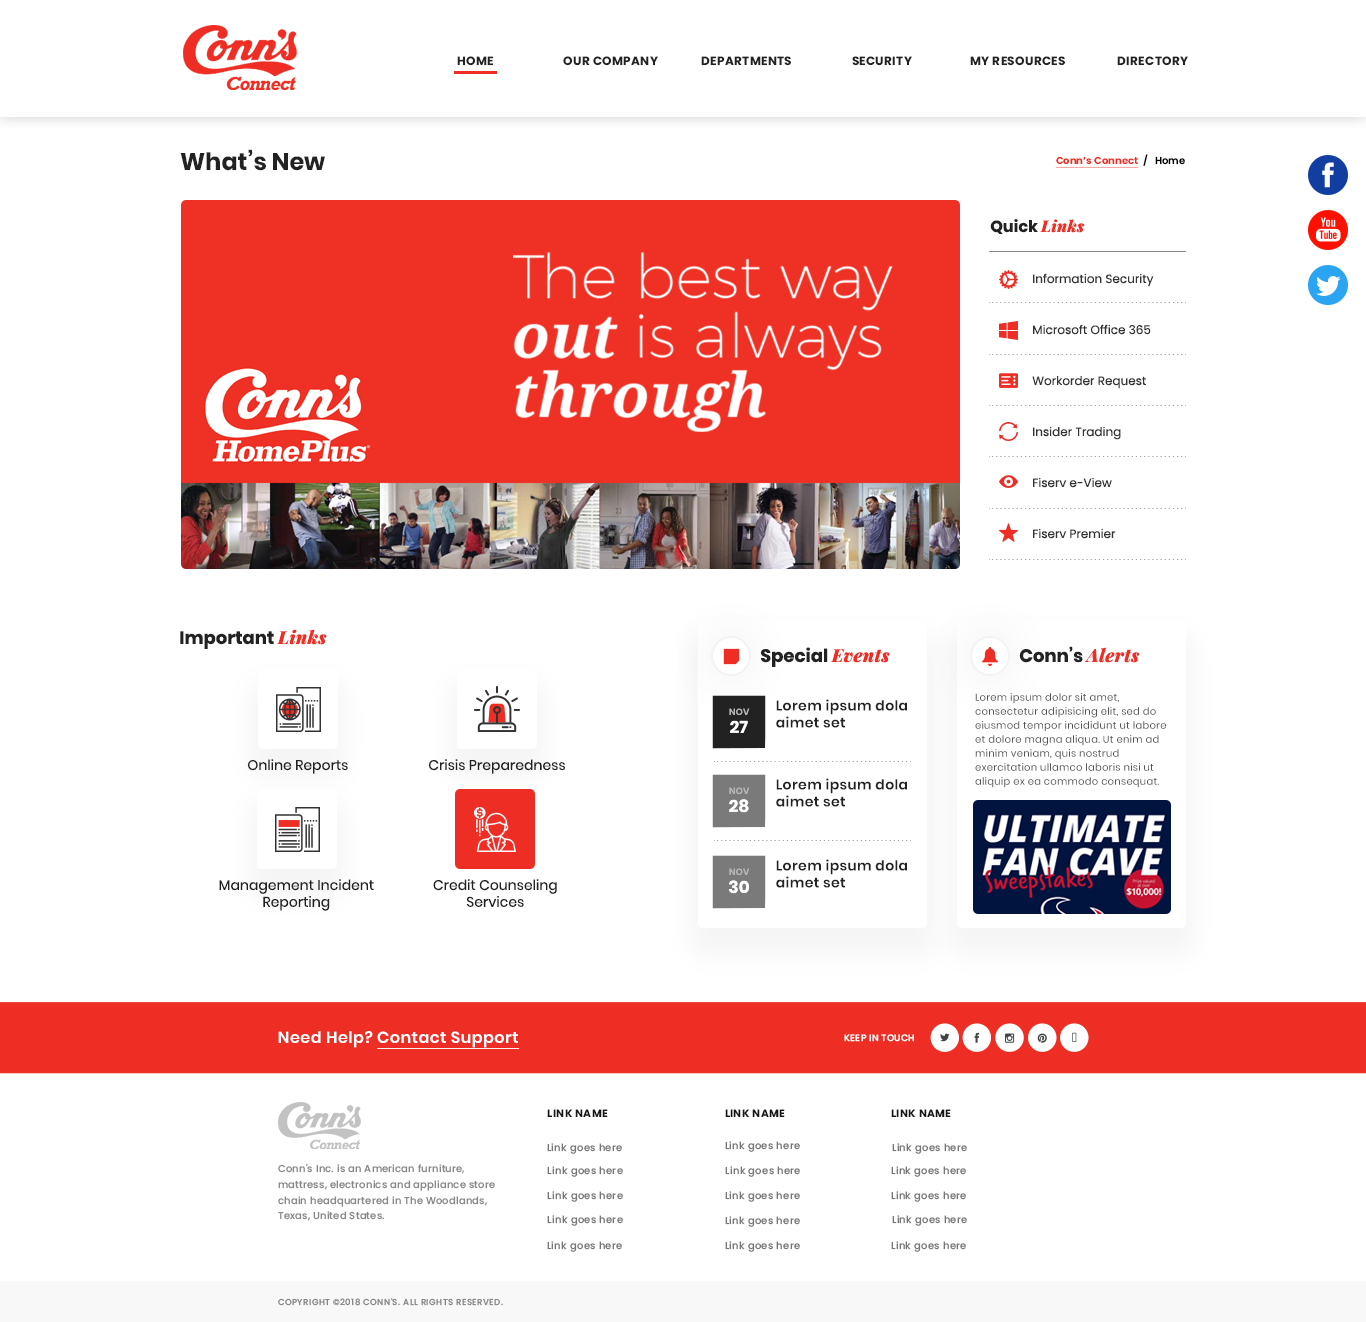 Conn's
Connect
HOME
OUR COMPANY
DEPARTMENTS
SECURITY
MY RESOURCES
DIRECTORY
What's New
Conn's Connect / Home
You
Tube
The best way
out is always
through
Conn's
HomePlus
Quick Links
Information Security
Microsoft Office 365
Workorder Request
Insider Trading
Fiserv e-View
Fiserv Premier
Important Links
Online Reports
Crisis Preparedness
Management Incident
Reporting
Credit Counseling
Services
Special Events
NOV
27
Lorem ipsum dola
aimet set
NOV
28
Lorem ipsum dola
aimet set
NOV
30
Lorem ipsum dola
aimet set
Conn's Alerts
Lorem ipsum dolor sit amet,
consectetur adipisicing elit, sed do
eiusmod tempor incididunt ut labore
et dolore magna aliqua. Ut enim ad
minim veniam, quis nostrud
exercitation ullamco laboris nisi ut
aliquip ex ea commodo consequat.
ULTIMATE
FAN CAVE
Sweepstakes
Prize valued
at over
$10,000!
Need Help? Contact Support
KEEP IN TOUCH
Conn's
Connect
Conn's Inc. is an American furniture,
mattress, electronics and appliance store
chain headquartered in The Woodlands,
Texas, United States.
LINK NAME
Link goes here
Link goes here
Link goes here
Link goes here
Link goes here
LINK NAME
Link goes here
Link goes here
Link goes here
Link goes here
Link goes here
LINK NAME
Link goes here
Link goes here
Link goes here
Link goes here
Link goes here
COPYRIGHT ©2018 CONN'S. ALL RIGHTS RESERVED.